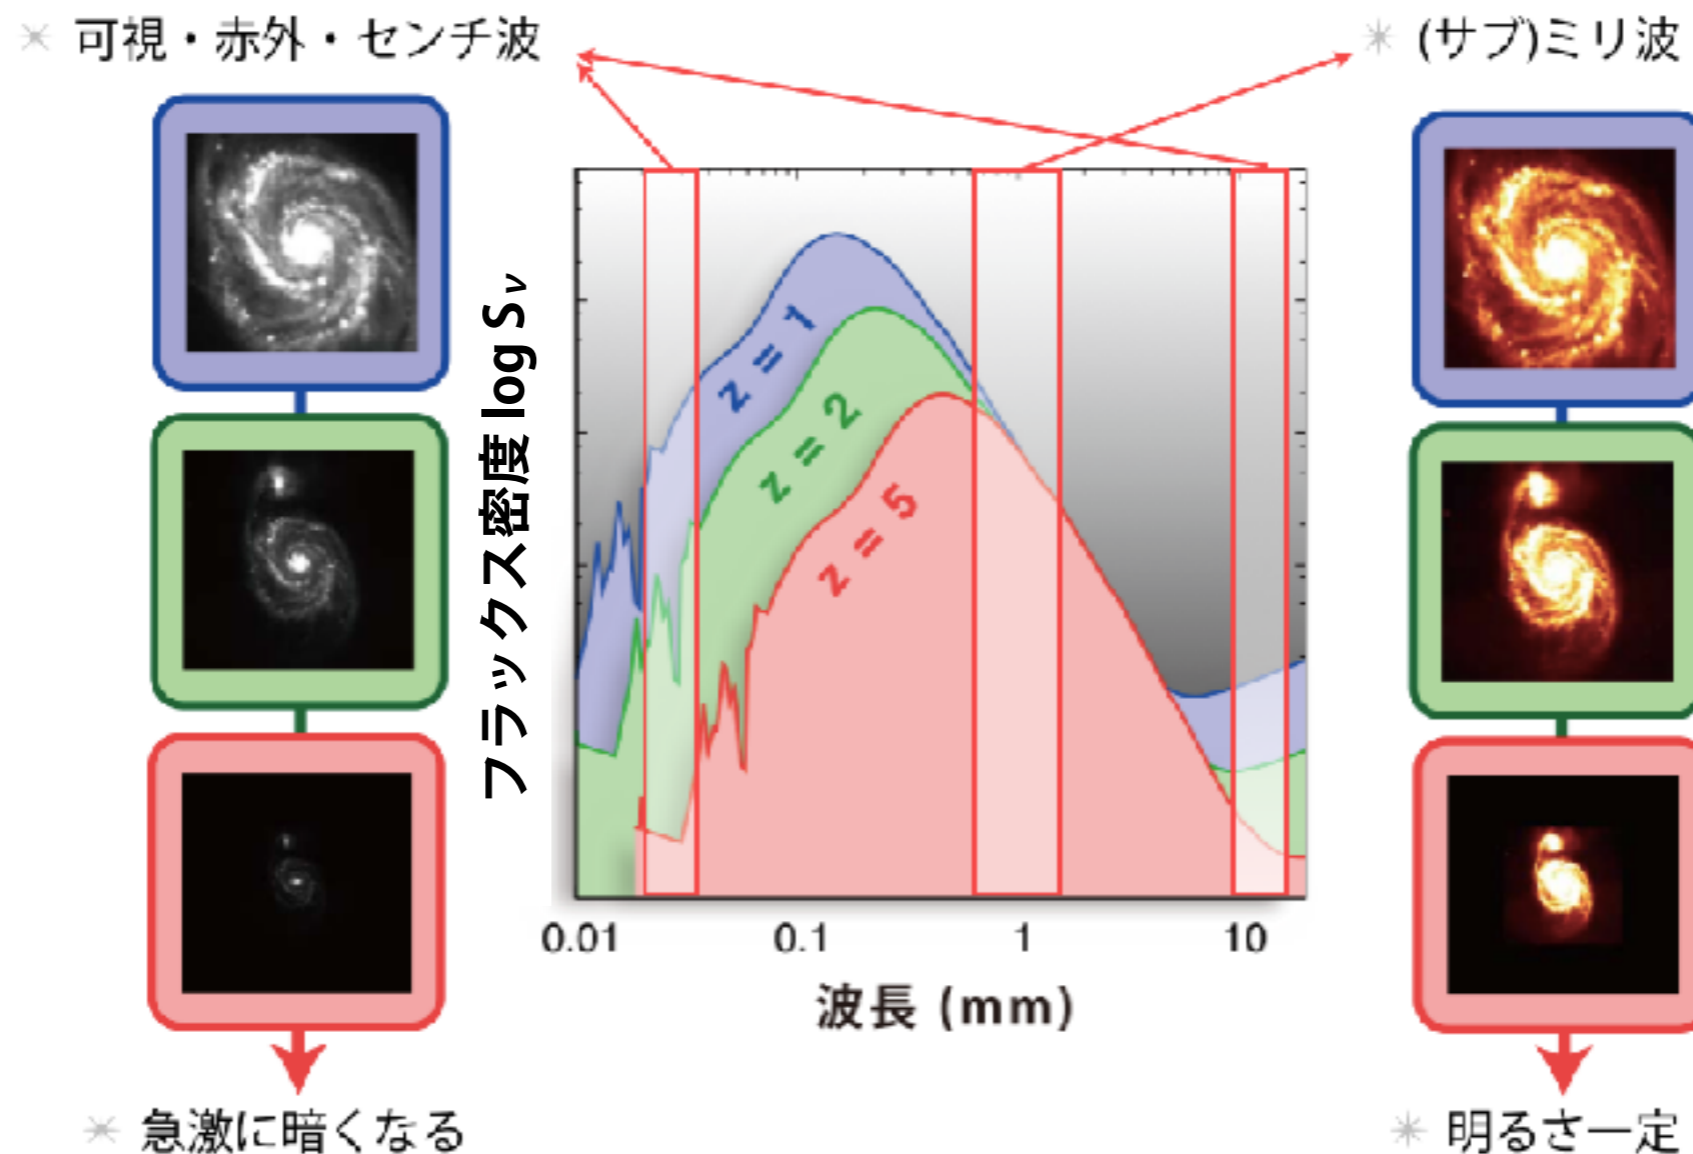 可視・赤外・センチ波
(サブ)ミリ波
フラックス密度 log Sν
z = 1
z = 2
z = 5
0.01
0.1
1
10
波長 (mm)
急激に暗くなる
明るさ一定